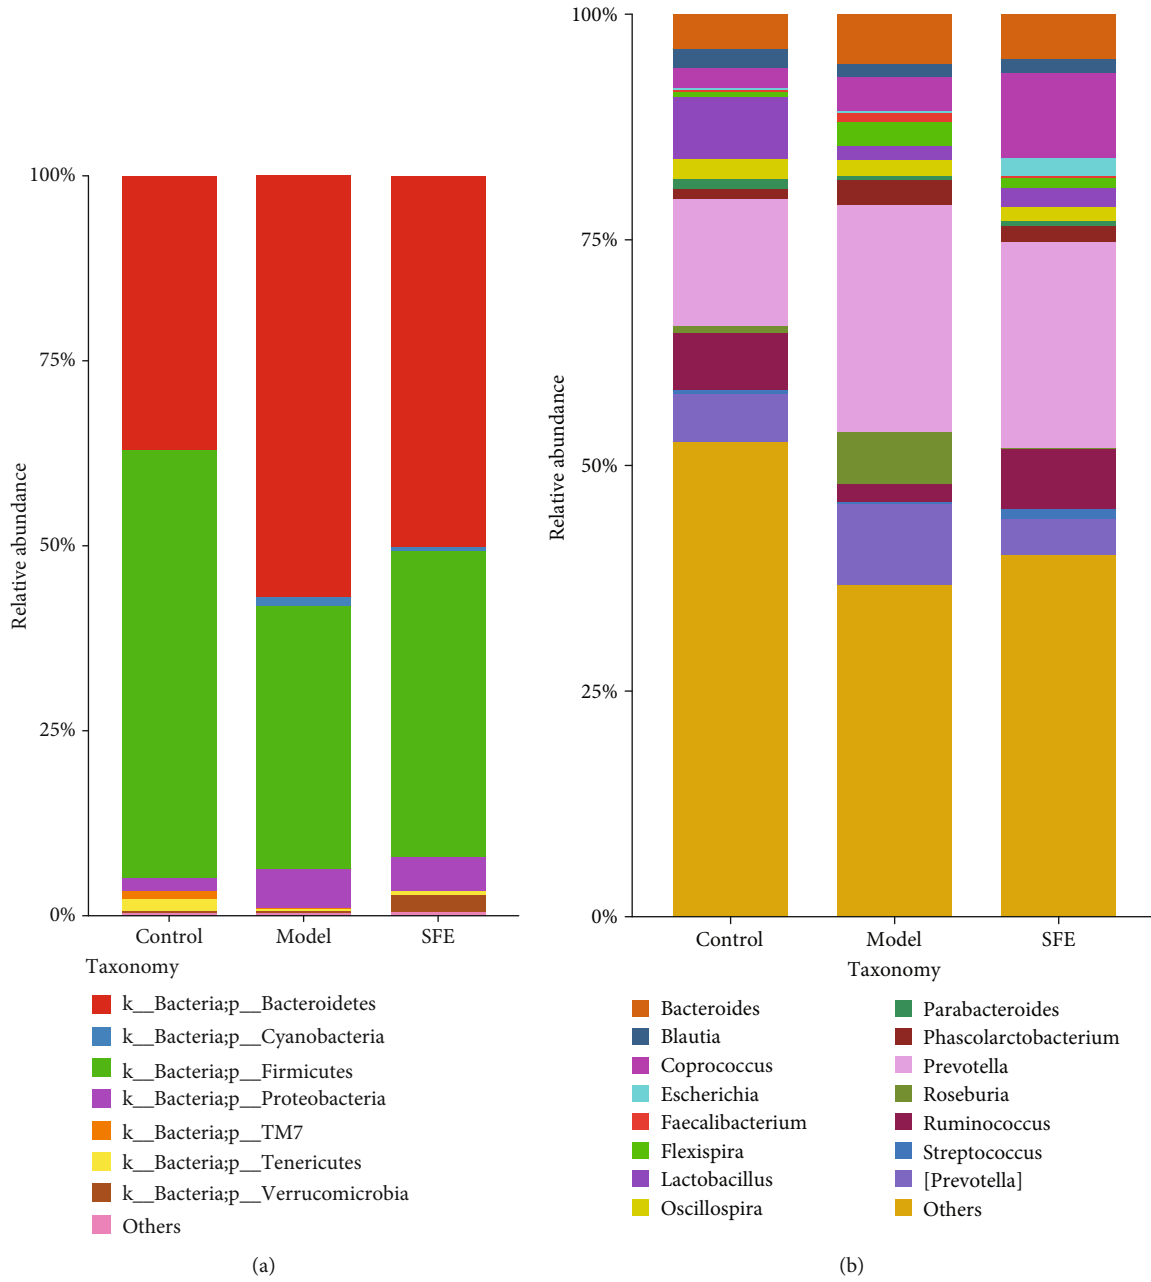 100%
75%
50%
25%
0%
Relative abundance
Control
Model
SFE
Taxonomy
k__Bacteria;p__Bacteroidetes
k__Bacteria;p__Cyanobacteria
k__Bacteria;p__Firmicutes
k__Bacteria;p__Proteobacteria
k__Bacteria;p__TM7
k__Bacteria;p__Tenericutes
k__Bacteria;p__Verrucomicrobia
Others
(a)
100%
75%
50%
25%
0%
Relative abundance
Control
Model
SFE
Taxonomy
Bacteroides
Blautia
Coprococcus
Escherichia
Faecalibacterium
Flexispira
Lactobacillus
Oscillospira
Parabacteroides
Phascolarctobacterium
Prevotella
Roseburia
Ruminococcus
Streptococcus
[Prevotella]
Others
(b)